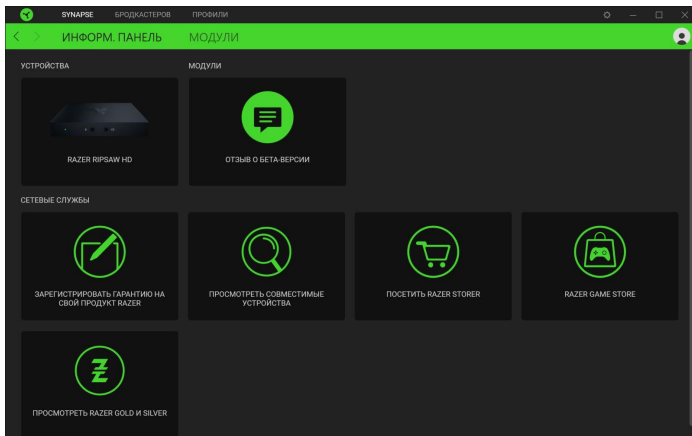 SYNAPSE БРОДКАСТЕРОВ ПРОФИЛИ
ИНФОРМ. ПАНЕЛЬ МОДУЛИ
УСТРОЙСТВА МОДУЛИ
RAZER RIPSAW HD ОТЗЫВ О БЕТА-ВЕРСИИ
СЕТЕВЫЕ СЛУЖБЫ
ЗАРЕГИСТРИРОВАТЬ ГАРАНТИЮ НА
СВОЙ ПРОДУКТ RAZER
ПРОСМОТРЕТЬ СОВМЕСТИМЫЕ
УСТРОЙСТВА
ПОСЕТИТЬ RAZER STORER
RAZER GAME STORE
ПРОСМОТРЕТЬ RAZER GOLD И SILVER